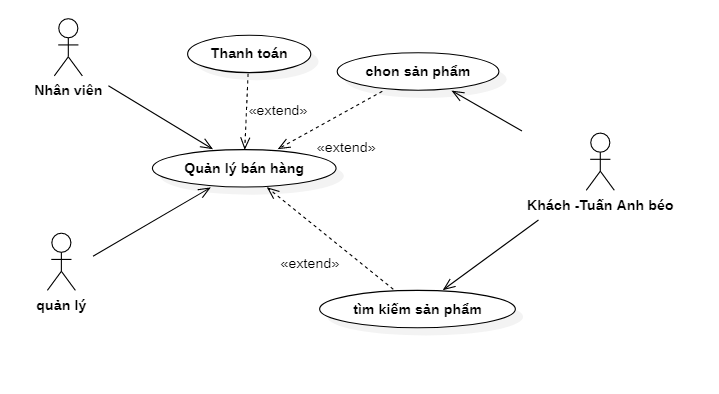 Thanh toán
chon sản phẩm
Nhân viên
«extend»
«extend»
Quản lý bán hàng
Khách -Tuấn Anh béo
«extend»
quản lý
tìm kiếm sản phẩm